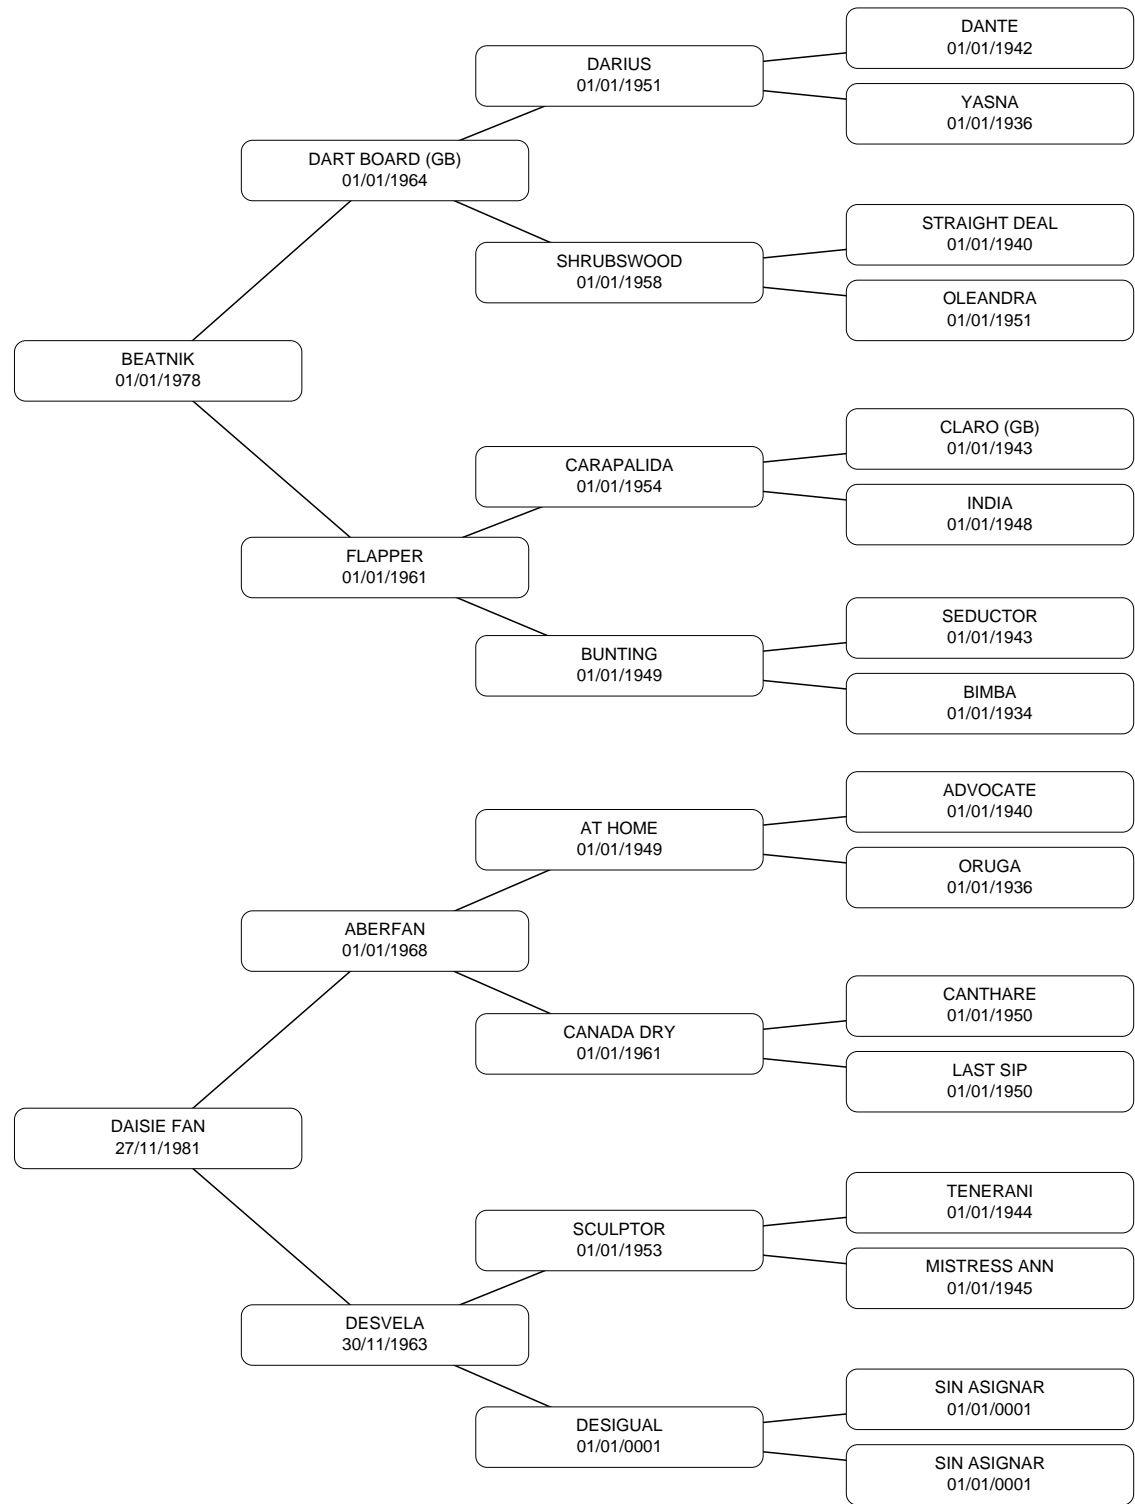 DANTE
01/01/1942
DARIUS
01/01/1951
YASNA
01/01/1936
DART BOARD (GB)
01/01/1964
STRAIGHT DEAL
01/01/1940
SHRUBSWOOD
01/01/1958
OLEANDRA
01/01/1951
BEATNIK
01/01/1978
CLARO (GB)
01/01/1943
CARAPALIDA
01/01/1954
INDIA
01/01/1948
FLAPPER
01/01/1961
SEDUCTOR
01/01/1943
BUNTING
01/01/1949
BIMBA
01/01/1934
ADVOCATE
01/01/1940
AT HOME
01/01/1949
ORUGA
01/01/1936
ABERFAN
01/01/1968
CANTHARE
01/01/1950
CANADA DRY
01/01/1961
LAST SIP
01/01/1950
DAISIE FAN
27/11/1981
TENERANI
01/01/1944
SCULPTOR
01/01/1953
MISTRESS ANN
01/01/1945
DESVELA
30/11/1963
SIN ASIGNAR
01/01/0001
DESIGUAL
01/01/0001
SIN ASIGNAR
01/01/0001